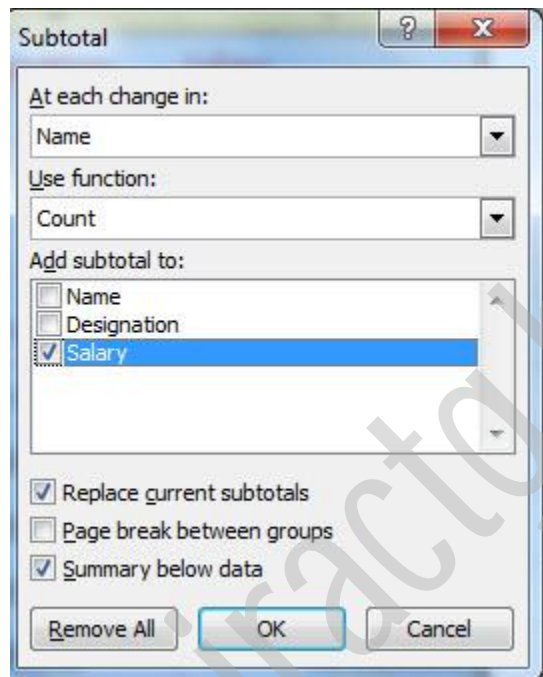 Subtotal
At each change in:
Name
Use function:
Count
Add subtotal to:
Name
Designation
Salary
Replace current subtotals
Page break between groups
Summary below data
Remove All OK Cancel